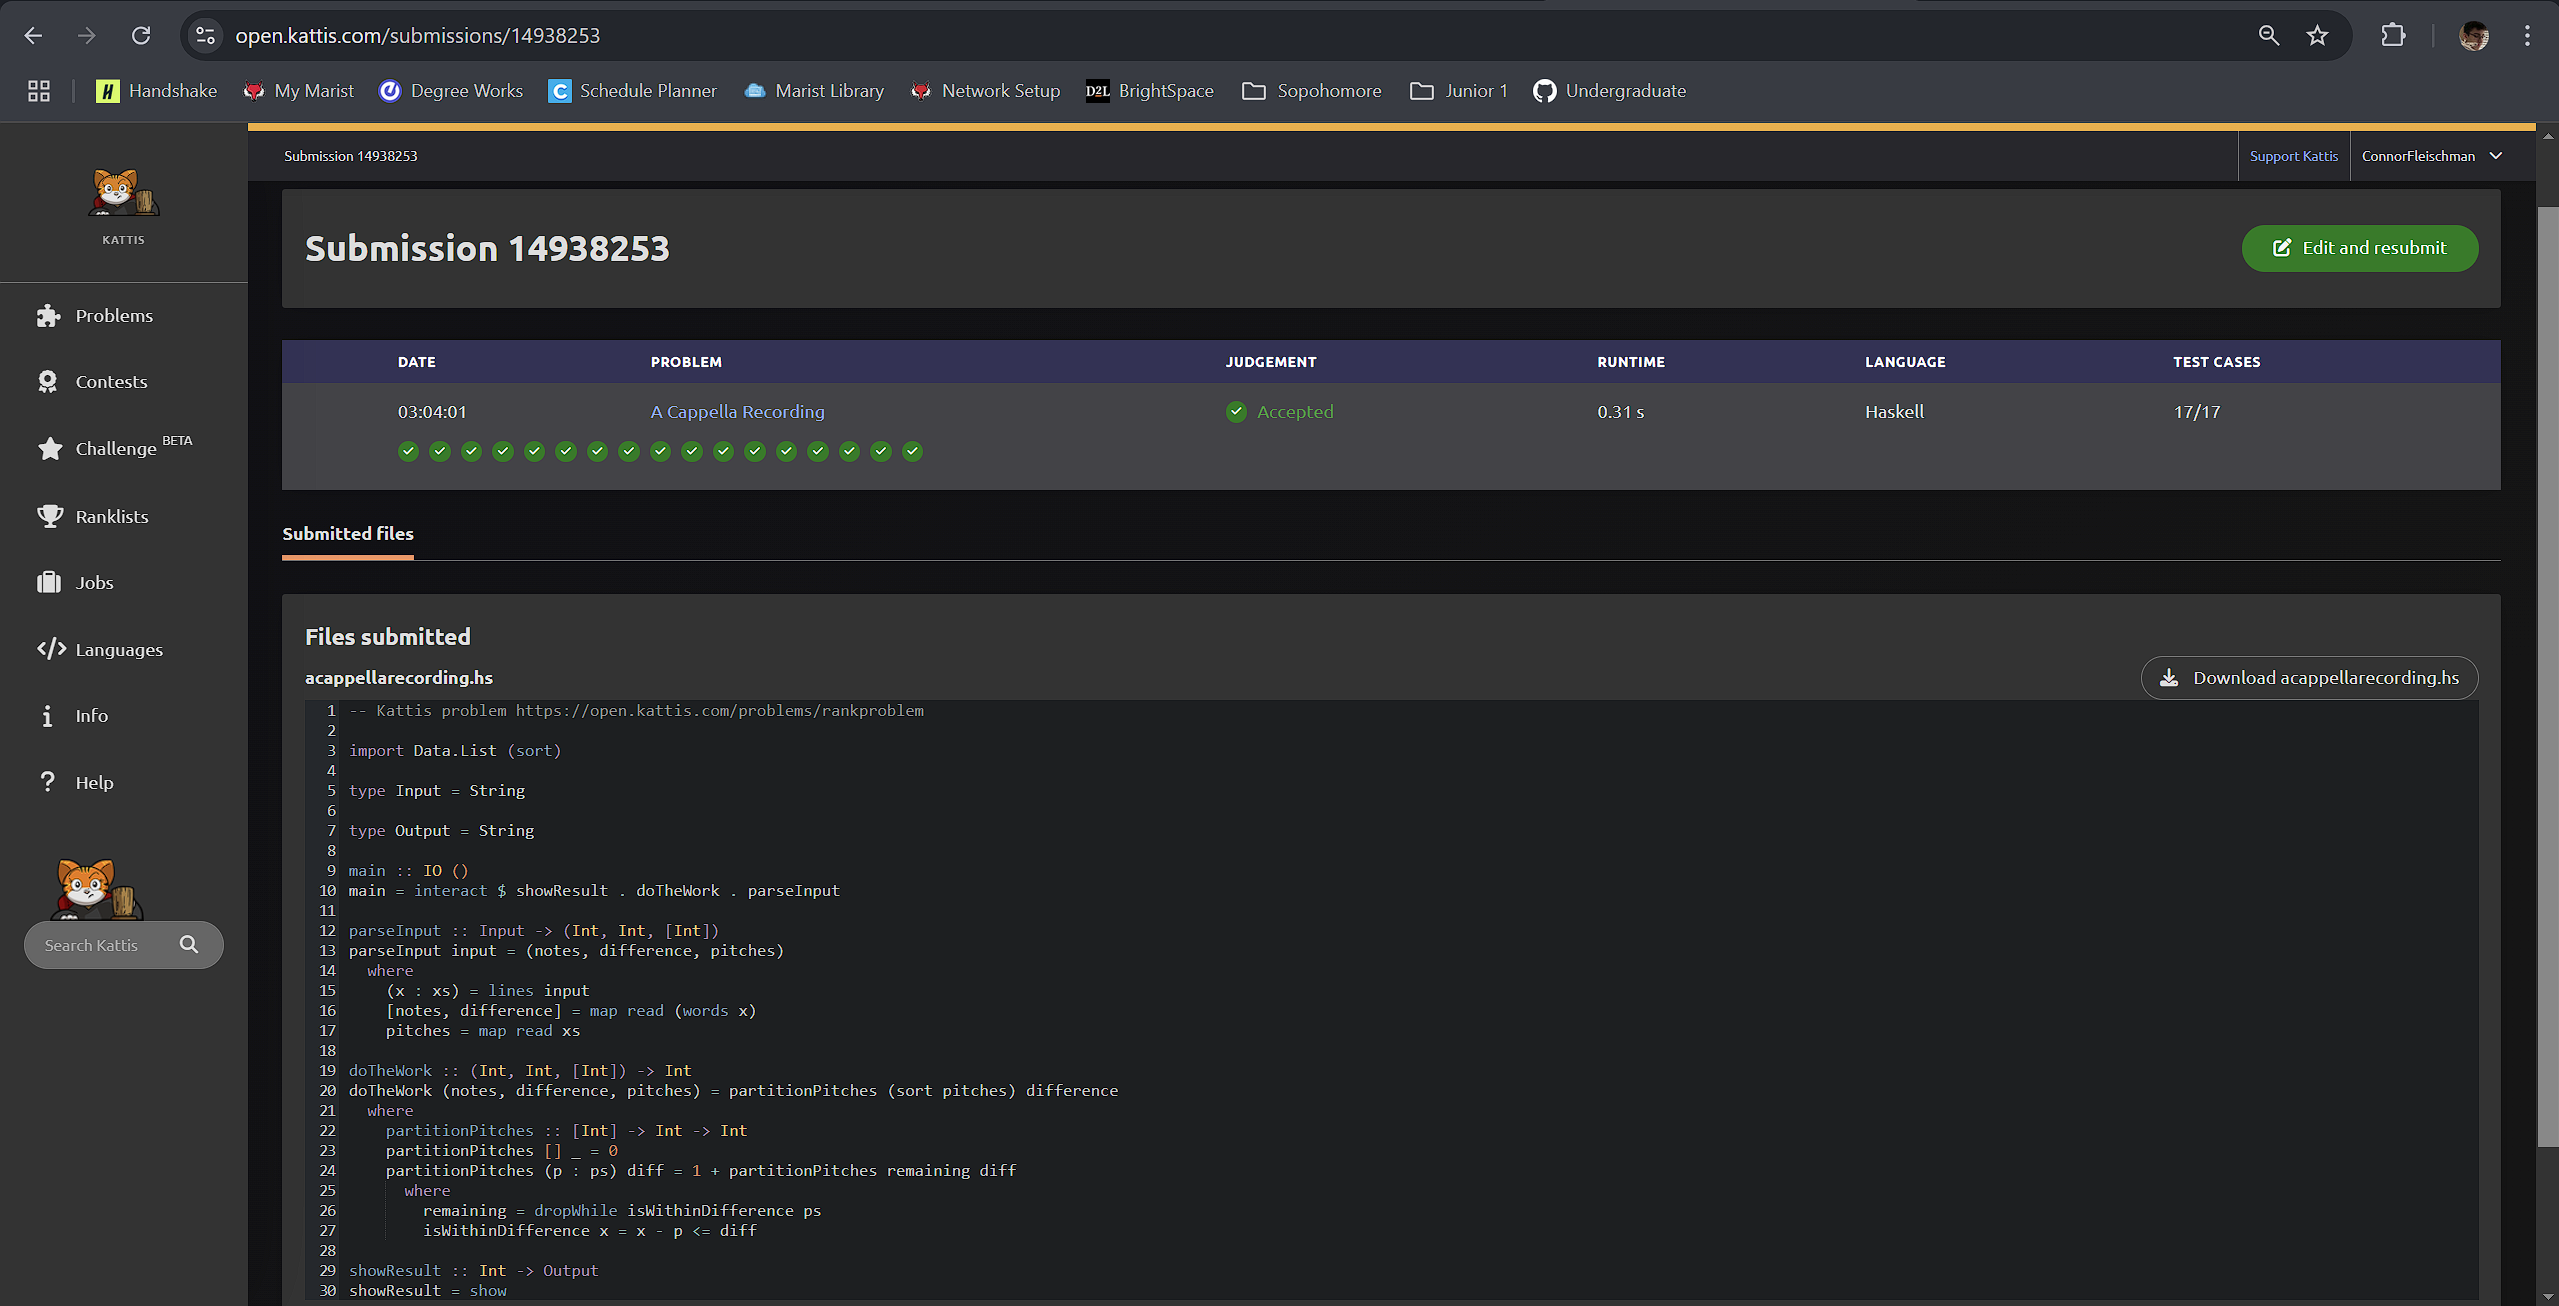 open.kattis.com/submissions/14938253
Handshake My Marist Degree Works C Schedule Planner Marist Library Network Setup D2L BrightSpace Sopohomore Junior 1 Undergraduate
Submission 14938253 Support Kattis ConnorFleischman
KATTIS
Submission 14938253 Edit and resubmit
Problems
Contests
Challenge BETA
Ranklists
Jobs
Languages
Info
Help
Search Kattis
DATE PROBLEM JUDGEMENT RUNTIME LANGUAGE TEST CASES
03:04:01 A Cappella Recording Accepted 0.31 s Haskell 17/17
Submitted files
Files submitted
acappellarecording.hs Download acappellarecording.hs
1 -- Kattis problem https://open.kattis.com/problems/rankproblem
2
3 import Data.List (sort)
4
5 type Input = String
6
7 type Output = String
8
9 main :: IO ()
10 main = interact $ showResult . doTheWork . parseInput
11
12 parseInput :: Input -> (Int, Int, [Int])
13 parseInput input = (notes, difference, pitches)
14   where
15     (x : xs) = lines input
16     [notes, difference] = map read (words x)
17     pitches = map read xs
18
19 doTheWork :: (Int, Int, [Int]) -> Int
20 doTheWork (notes, difference, pitches) = partitionPitches (sort pitches) difference
21   where
22     partitionPitches :: [Int] -> Int -> Int
23     partitionPitches [] _ = 0
24     partitionPitches (p : ps) diff = 1 + partitionPitches remaining diff
25       where
26         remaining = dropWhile isWithinDifference ps
27         isWithinDifference x = x - p <= diff
28
29 showResult :: Int -> Output
30 showResult = show